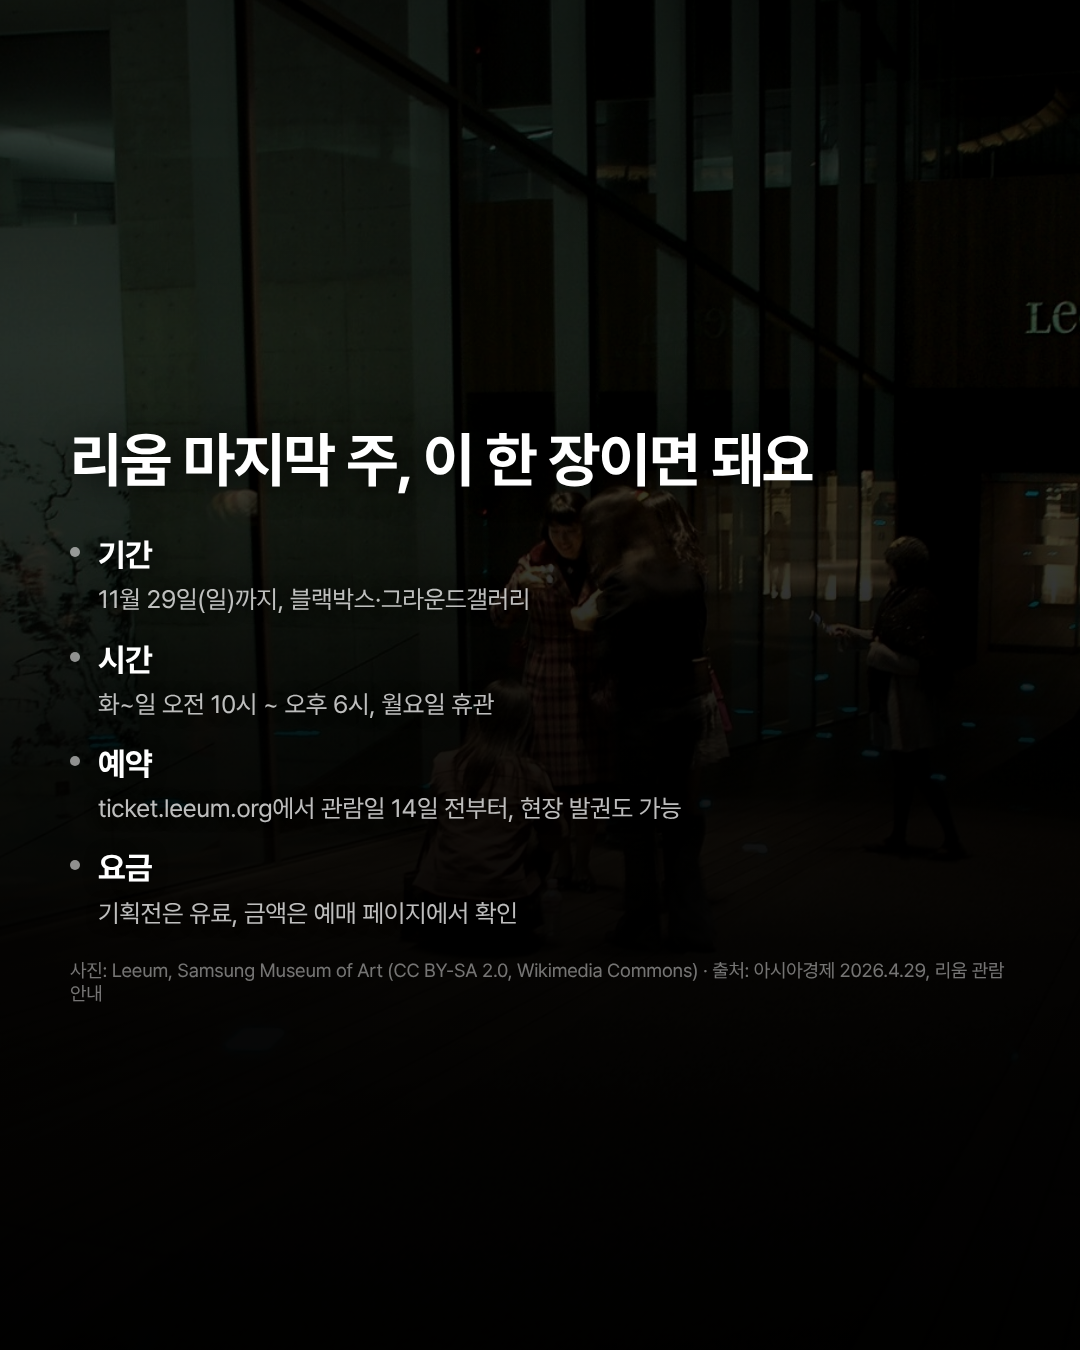 Le
리움 마지막 주, 이 한 장이면 돼요
기간
11월 29일(일)까지, 블랙박스·그라운드갤러리
시간
화~일 오전 10시 ~ 오후 6시, 월요일 휴관
예약
ticket.leeum.org에서 관람일 14일 전부터, 현장 발권도 가능
요금
기획전은 유료, 금액은 예매 페이지에서 확인
사진: Leeum, Samsung Museum of Art (CC BY-SA 2.0, Wikimedia Commons) · 출처: 아시아경제 2026.4.29, 리움 관람
안내